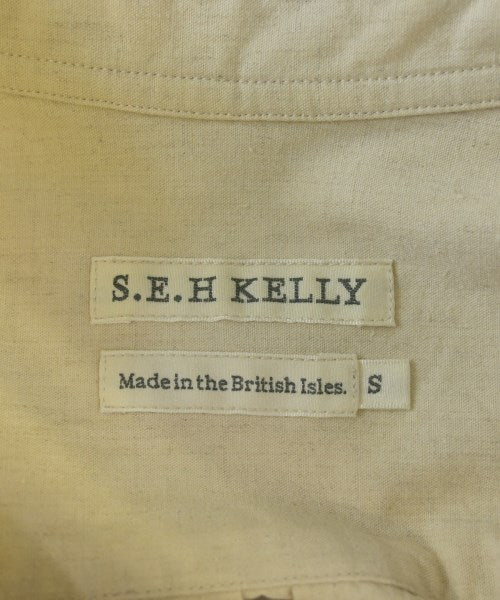 S.E.H KELLY
Made in the British Isles.
S